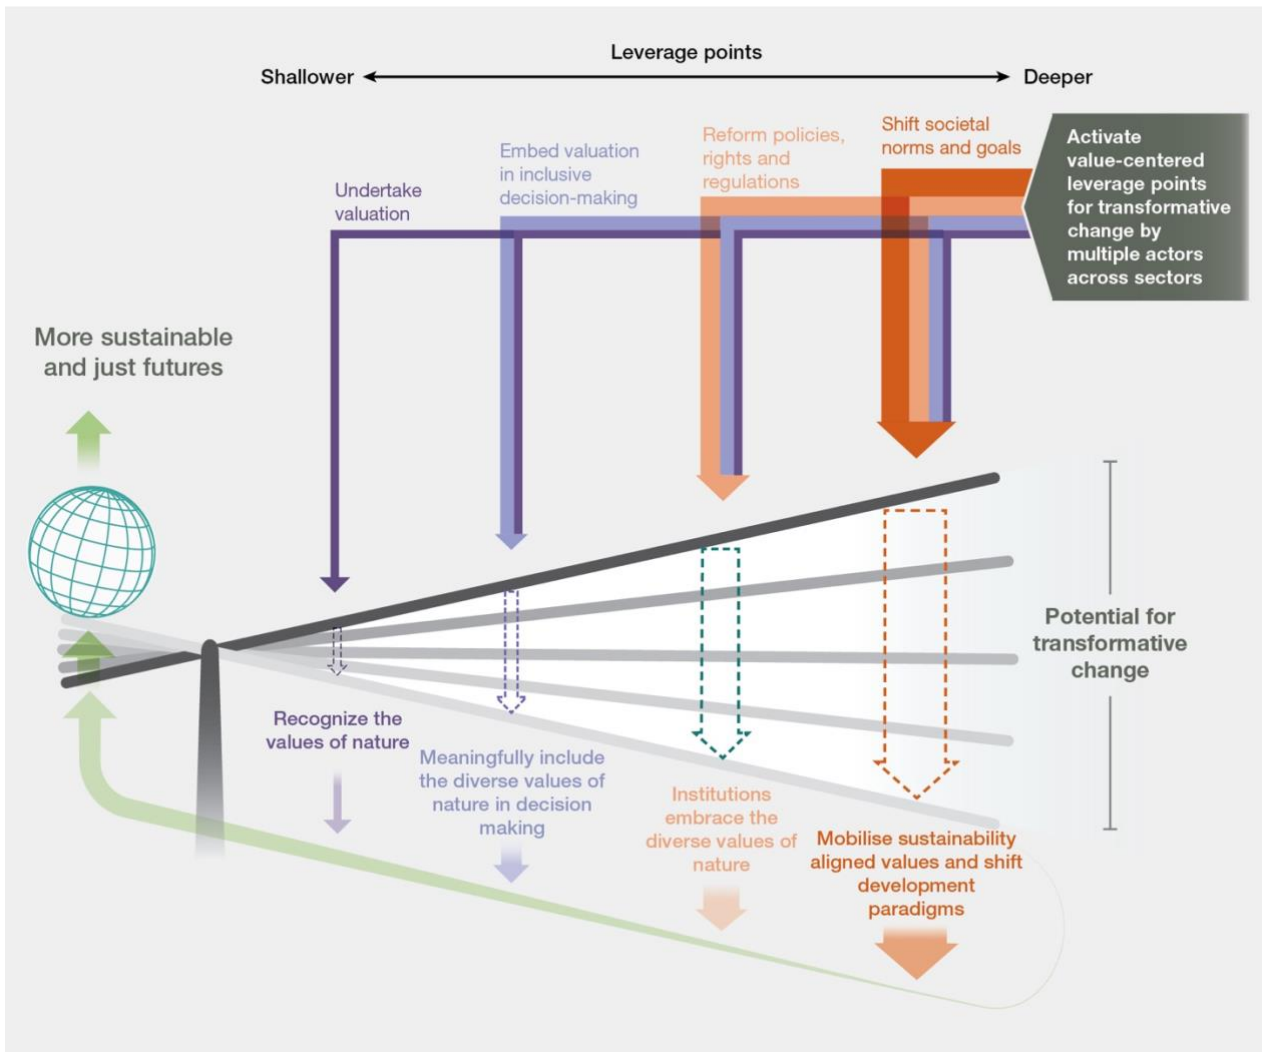 Leverage points
Shallower
Deeper
Activate
value-centered
leverage points
for transformative
change by
multiple actors
across sectors
Shift societal
norms and goals
Reform policies,
rights and
regulations
Embed valuation
in inclusive
decision-making
Undertake
valuation
More sustainable
and just futures
Potential for
transformative
change
Recognize the
values of nature
Meaningfully include
the diverse values of
nature in decision
making
Institutions
embrace the
diverse values of
nature
Mobilise sustainability
aligned values and shift
development
paradigms